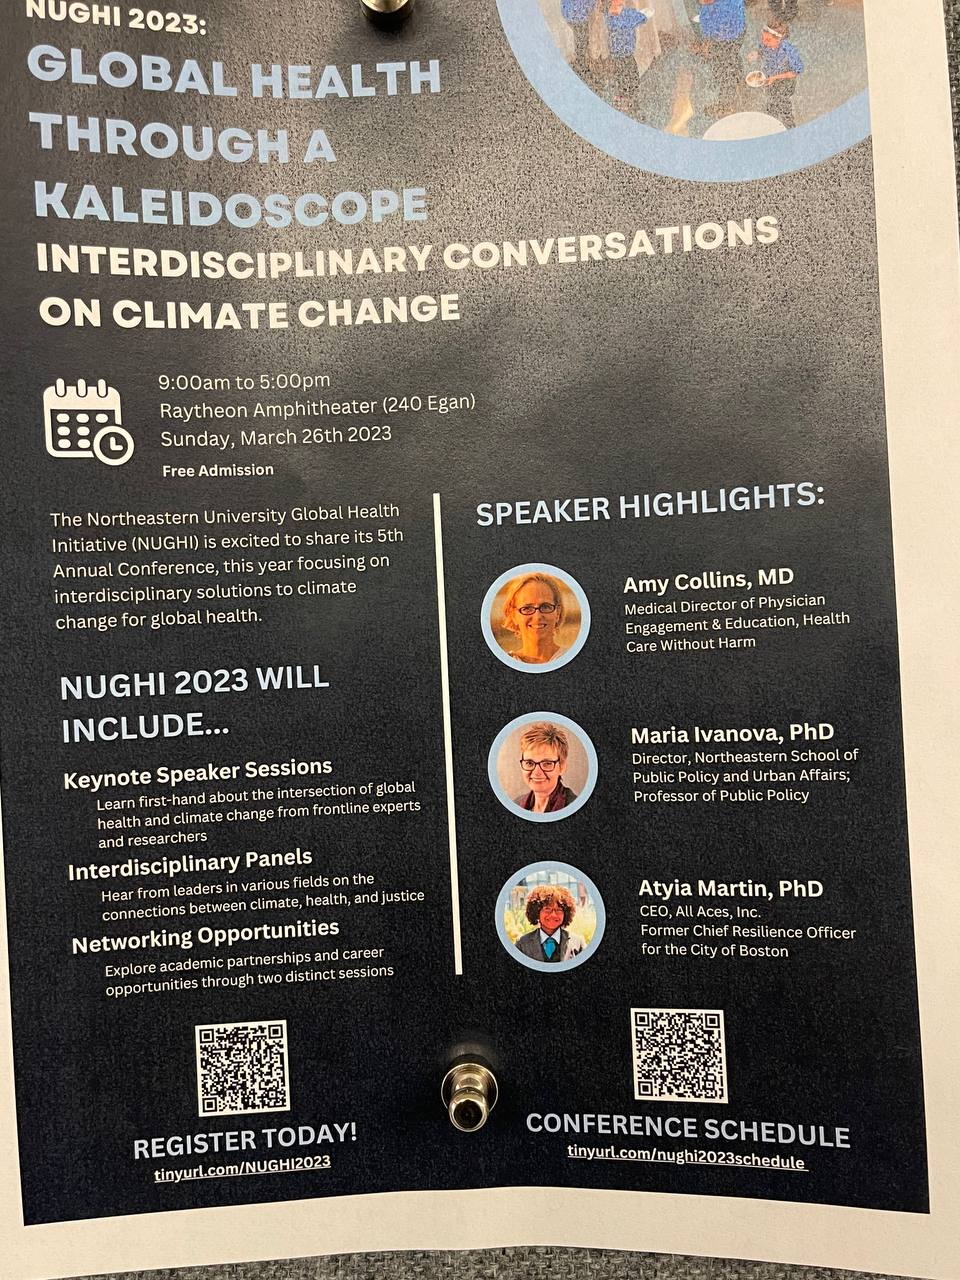 NUGHI 2023:
GLOBAL HEALTH
THROUGH A
KALEIDOSCOPE
INTERDISCIPLINARY CONVERSATIONS
ON CLIMATE CHANGE
9:00am to 5:00pm
Raytheon Amphitheater (240 Egan)
Sunday, March 26th 2023
Free Admission
The Northeastern University Global Health
Initiative (NUGHI) is excited to share its 5th
Annual Conference, this year focusing on
interdisciplinary solutions to climate
change for global health.
NUGHI 2023 WILL
INCLUDE...
Keynote Speaker Sessions
Learn first-hand about the intersection of global
health and climate change from frontline experts
and researchers
Interdisciplinary Panels
Hear from leaders in various fields on the
connections between climate, health, and justice
Networking Opportunities
Explore academic partnerships and career
opportunities through two distinct sessions
SPEAKER HIGHLIGHTS:
Amy Collins, MD
Medical Director of Physician
Engagement & Education, Health
Care Without Harm
Maria Ivanova, PhD
Director, Northeastern School of
Public Policy and Urban Affairs;
Professor of Public Policy
Atyia Martin, PhD
CEO, All Aces, Inc.
Former Chief Resilience Officer
for the City of Boston
REGISTER TODAY!
tinyurl.com/NUGHI2023
CONFERENCE SCHEDULE
tinyurl.com/nughi2023schedule